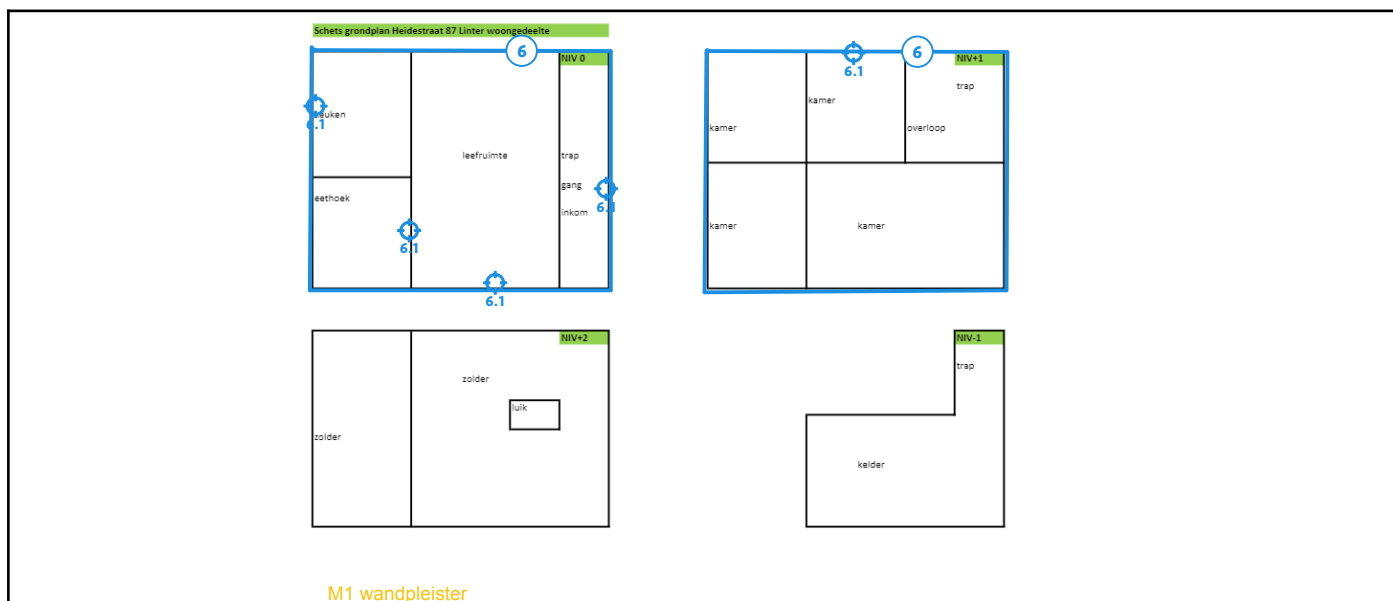 Schets grondplan Heidestraat 87 Linter woongedeelte
6
NIV 0
6.1
keuken
leefruimte
trap
gang
eethoek
6.1
inkom
6.1
6.1
6
NIV+1
6.1
trap
kamer
kamer
overloop
kamer
kamer
NIV+2
zolder
luik
zolder
NIV-1
trap
kelder
M1 wandpleister